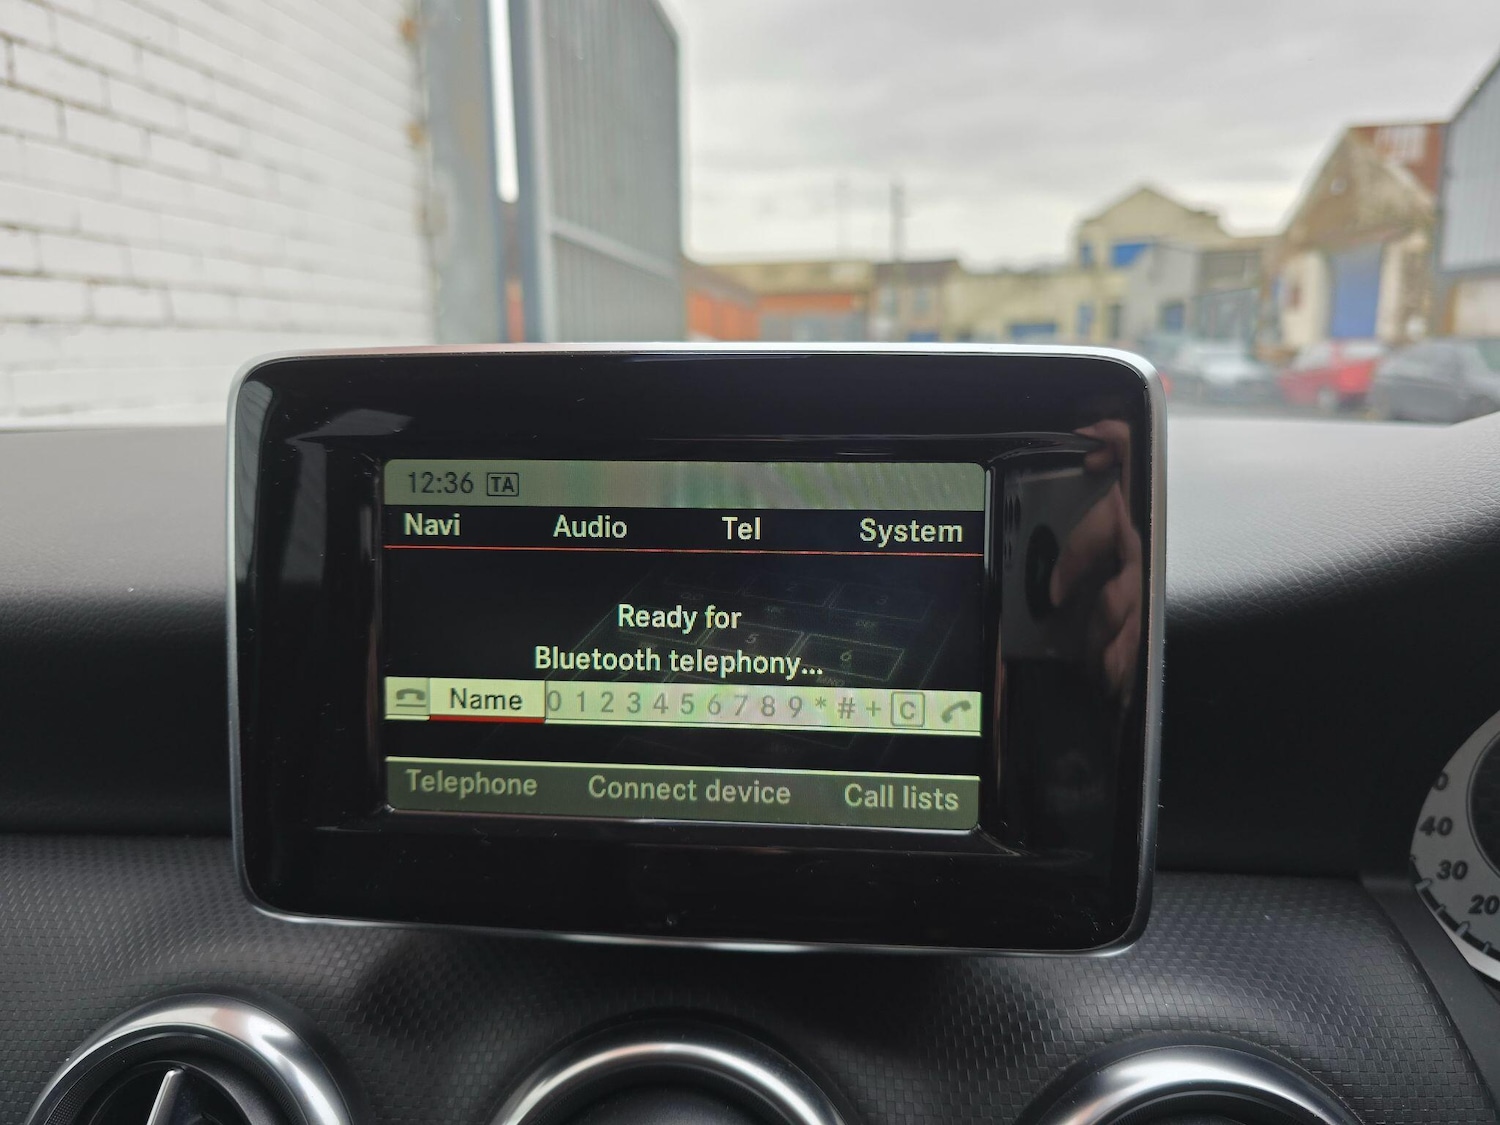 12:36 TA
Navi Audio Tel System
Ready for
Bluetooth telephony...
Name 0 1 2 3 4 5 6 7 8 9 * # + C
Telephone Connect device Call lists
40
30
20